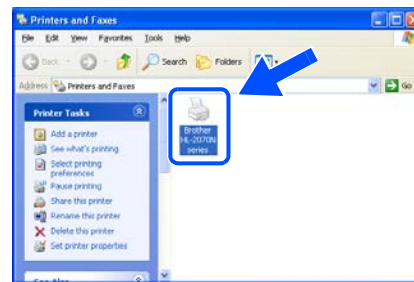 Printers and Faxes
File Edit View Favorites Tools Help
Back Search Folders
Address Printers and Faxes Go
Printer Tasks
Add a printer
See what's printing
Select printing
preferences
Pause printing
Share this printer
Rename this printer
Delete this printer
Set printer properties
See Also
Brother
HL-2070N
series